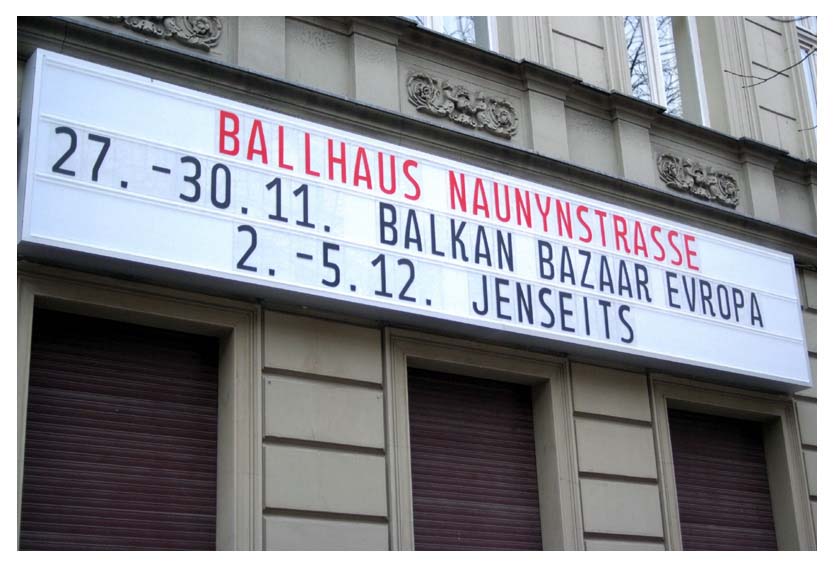 BALLHAUS NAUNYNSTRASSE
27. -30.11. BALKAN BAZAAR EVROPA
2. -5.12. JENSEITS